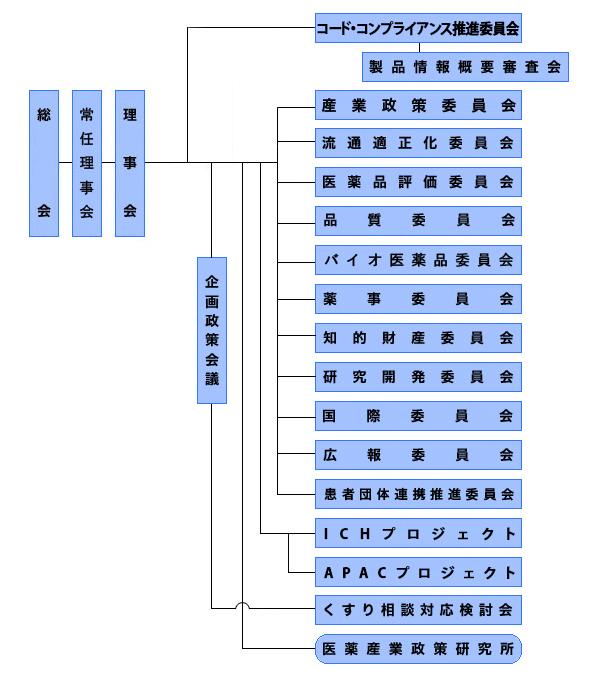 総会
常任理事会
理事会
企画政策会議
コード・コンプライアンス推進委員会
製品情報概要審査会
産業政策委員会
流通適正化委員会
医薬品評価委員会
品質委員会
バイオ医薬品委員会
薬事委員会
知的財産委員会
研究開発委員会
国際委員会
広報委員会
患者団体連携推進委員会
ICHプロジェクト
APACプロジェクト
くすり相談対応検討会
医薬産業政策研究所